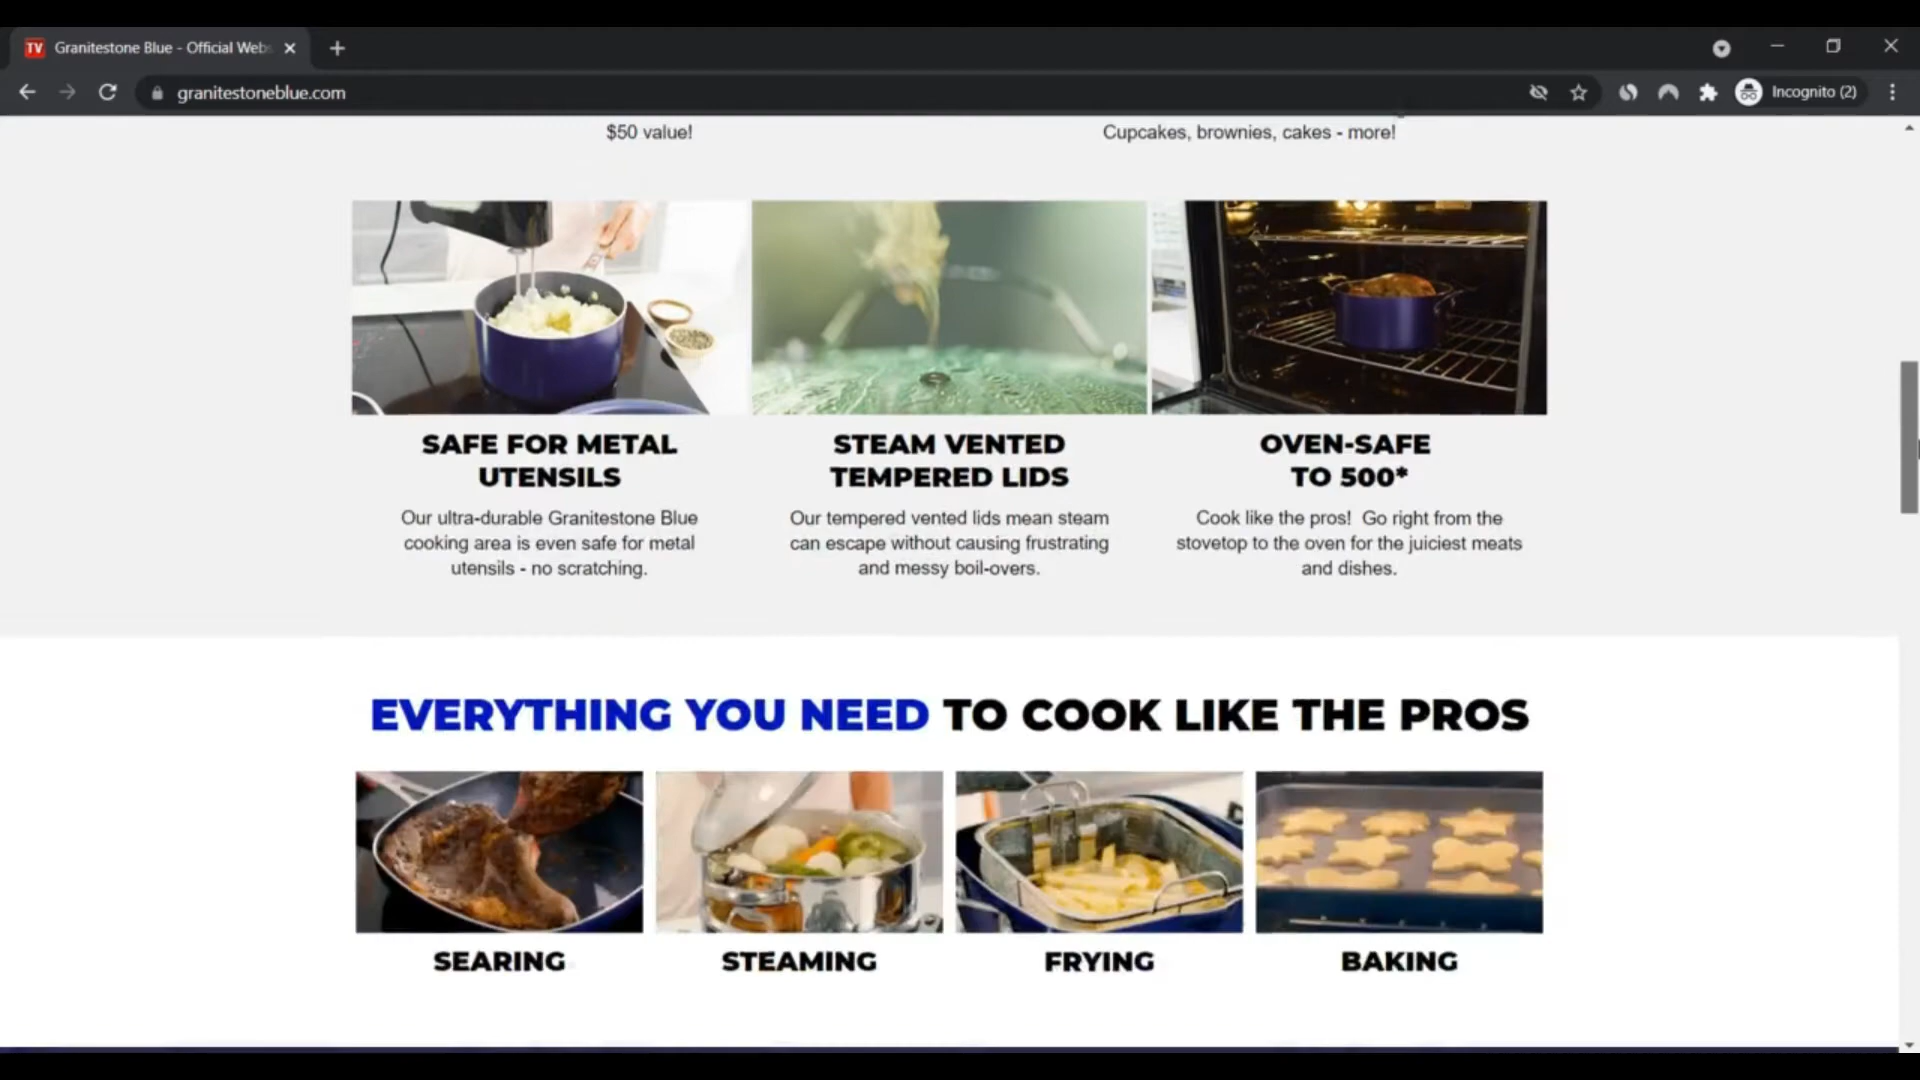 TV Granitestone Blue - Official Webs
granitestoneblue.com
Incognito (2)
$50 value!
Cupcakes, brownies, cakes - more!
SAFE FOR METAL
UTENSILS
Our ultra-durable Granitestone Blue
cooking area is even safe for metal
utensils - no scratching.
STEAM VENTED
TEMPERED LIDS
Our tempered vented lids mean steam
can escape without causing frustrating
and messy boil-overs.
OVEN-SAFE
TO 500*
Cook like the pros! Go right from the
stovetop to the oven for the juiciest meats
and dishes.
EVERYTHING YOU NEED TO COOK LIKE THE PROS
SEARING
STEAMING
FRYING
BAKING